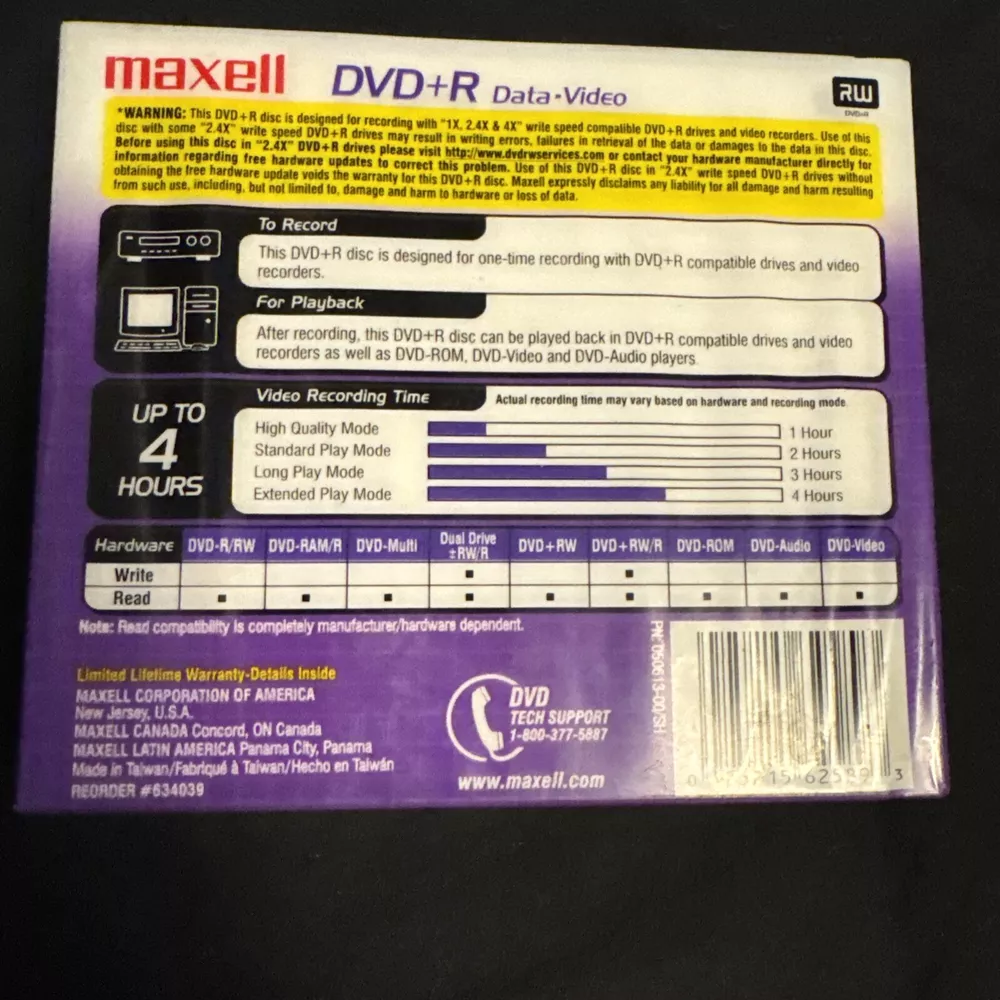 maxell DVD+R Data-Video
RW
DVD+R
*WARNING: This DVD+R disc is designed for recording with "1X, 2.4X & 4X" write speed compatible DVD+R drives and video recorders. Use of this
disc with some "2.4X" write speed DVD+R drives may result in writing errors, failures in retrieval of the data or damages to the data in this disc.
Before using this disc in "2.4X" DVD+R drives please visit http://www.dvdrwservices.com or contact your hardware manufacturer directly for
information regarding free hardware updates to correct this problem. Use of this DVD+R disc in "2.4X" write speed DVD+R drives without
obtaining the free hardware update voids the warranty for this DVD+R disc. Maxell expressly disclaims any liability for all damage and harm resulting
from such use, including, but not limited to, damage and harm to hardware or loss of data.
To Record
This DVD+R disc is designed for one-time recording with DVD+R compatible drives and video
recorders.
For Playback
After recording, this DVD+R disc can be played back in DVD+R compatible drives and video
recorders as well as DVD-ROM, DVD-Video and DVD-Audio players.
UP TO
4
HOURS
Video Recording Time
Actual recording time may vary based on hardware and recording mode.
High Quality Mode 1 Hour
Standard Play Mode 2 Hours
Long Play Mode 3 Hours
Extended Play Mode 4 Hours
Hardware DVD-R/RW DVD-RAM/R DVD-Multi Dual Drive ±RW/R DVD+RW DVD+RW/R DVD-ROM DVD-Audio DVD-Video
Write ▪ ▪
Read ▪ ▪ ▪ ▪ ▪ ▪ ▪ ▪ ▪
Note: Read compatibility is completely manufacturer/hardware dependent.
Limited Lifetime Warranty-Details Inside
MAXELL CORPORATION OF AMERICA
New Jersey, U.S.A.
MAXELL CANADA Concord, ON Canada
MAXELL LATIN AMERICA Panama City, Panama
Made in Taiwan/Fabriqué à Taiwan/Hecho en Taiwán
REORDER #634039
DVD
TECH SUPPORT
1-800-377-5887
www.maxell.com
PN: 050613-00/SH